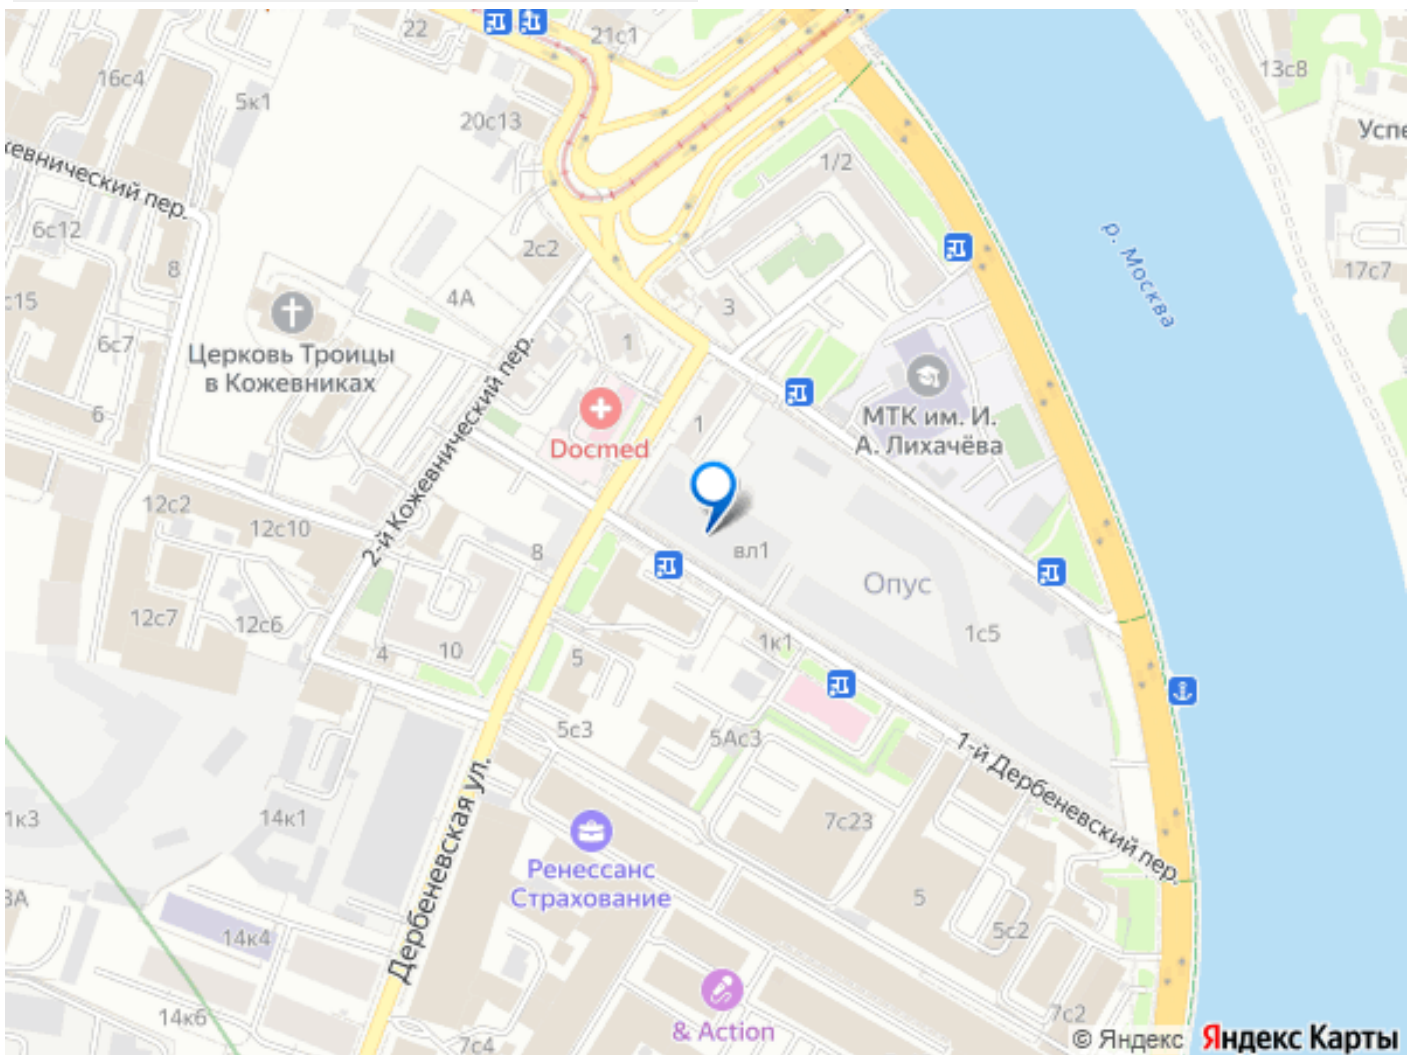 22
21с1
16с4
5к1
20с13
13с8
Успе
1/2
кевнический пер.
6с12
8
2с2
р. Москва
17с7
с15
4А
3
6с7
Церковь Троицы
в Кожевниках
1
2-й Кожевнический пер.
6
Docmed
1
МТК им. И.
А. Лихачёва
12с2
12с10
8
вл1
Опус
12с7
12с6
4
10
5
1к1
1с5
5с3
5Ас3
1-й Дербеневский пер.
1к3
14к1
Дербеневская ул.
7с23
Ренессанс
Страхование
3А
5
14к4
5с2
14к6
& Action
7с4
7с2
© Яндекс Яндекс Карты